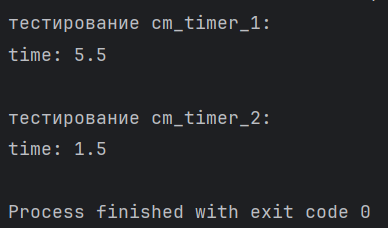 тестирование cm_timer_1:
time: 5.5
тестирование cm_timer_2:
time: 1.5
Process finished with exit code 0